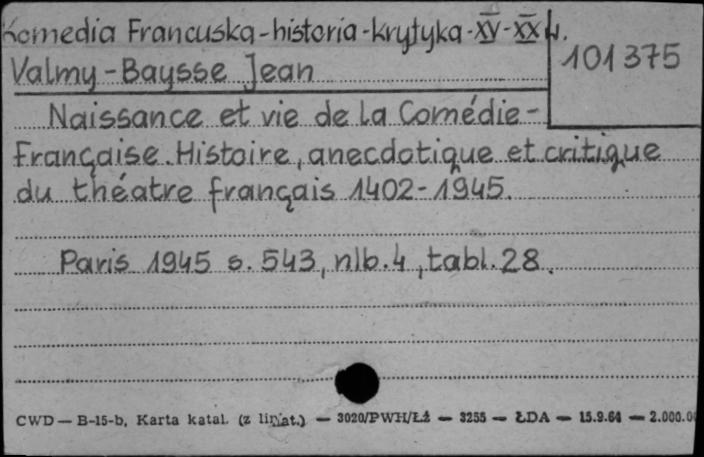 Komedia Francuska-historia-krytyka-XV-XX w.
101375
Valmy-Baysse Jean
Naissance et vie de la Comédie-
Française. Histoire, anecdotique et critique
du théatre français 1402-1945.
Paris 1945 s. 543, nlb. 4, tabl. 28.
CWD — B-15-b, Karta katal. (z lin. at.) — 3020/PWH/ŁŻ — 3255 — ŁDA — 15.9.64 — 2.000.0